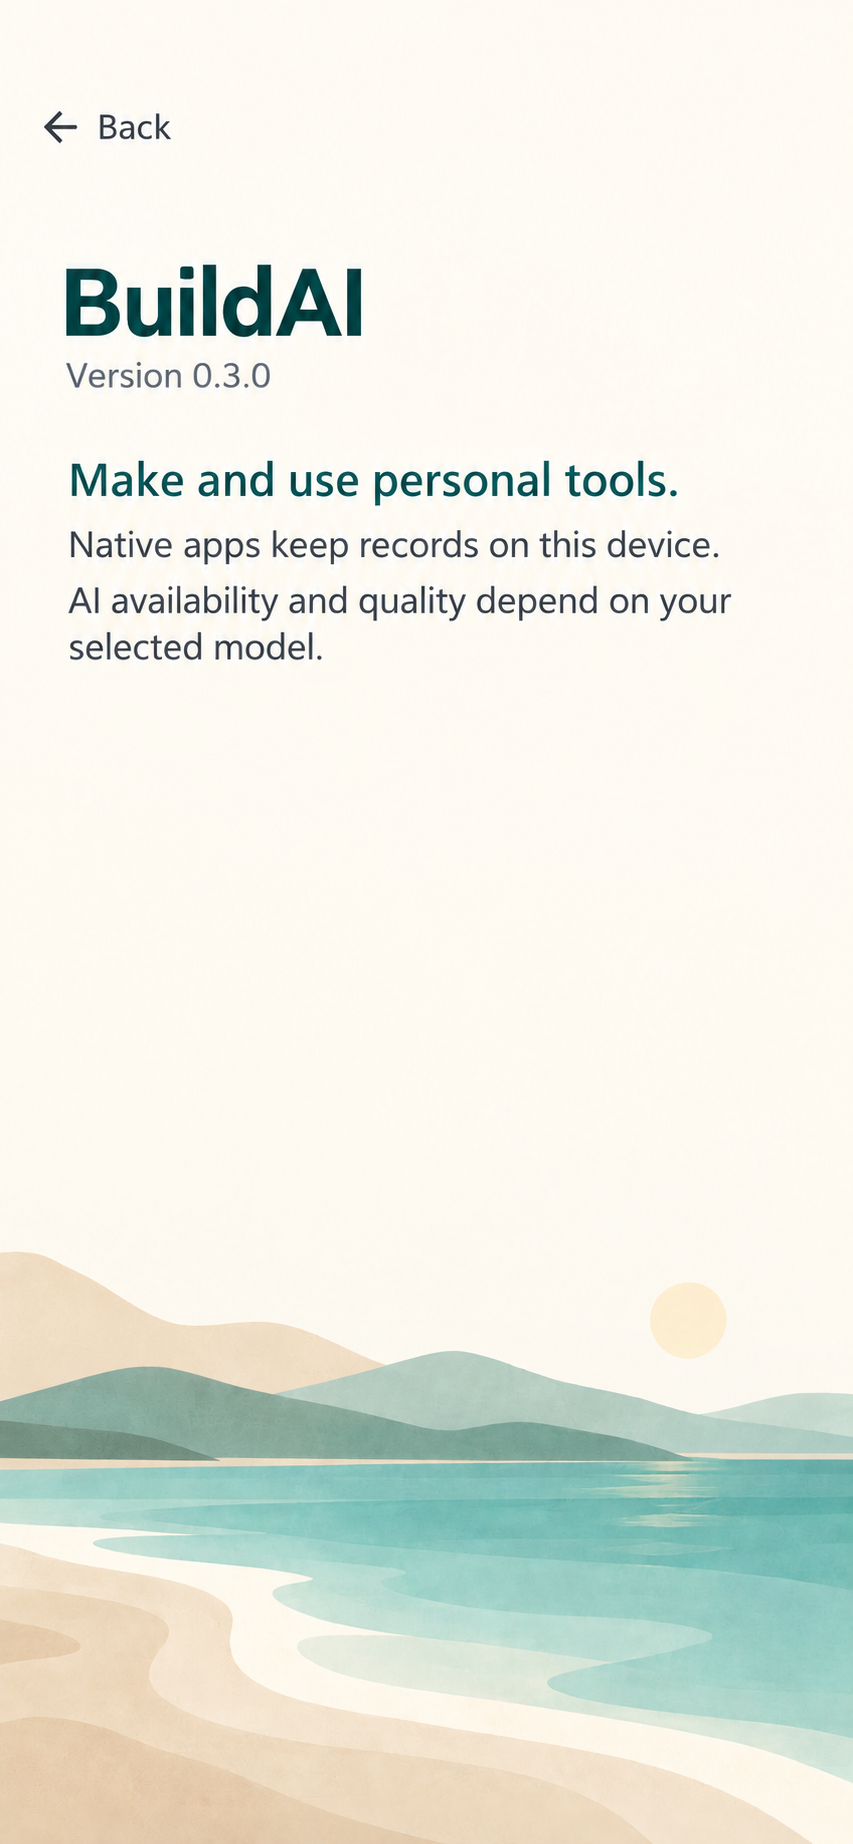 Back
BuildAI
Version 0.3.0
Make and use personal tools.
Native apps keep records on this device.
AI availability and quality depend on your
selected model.